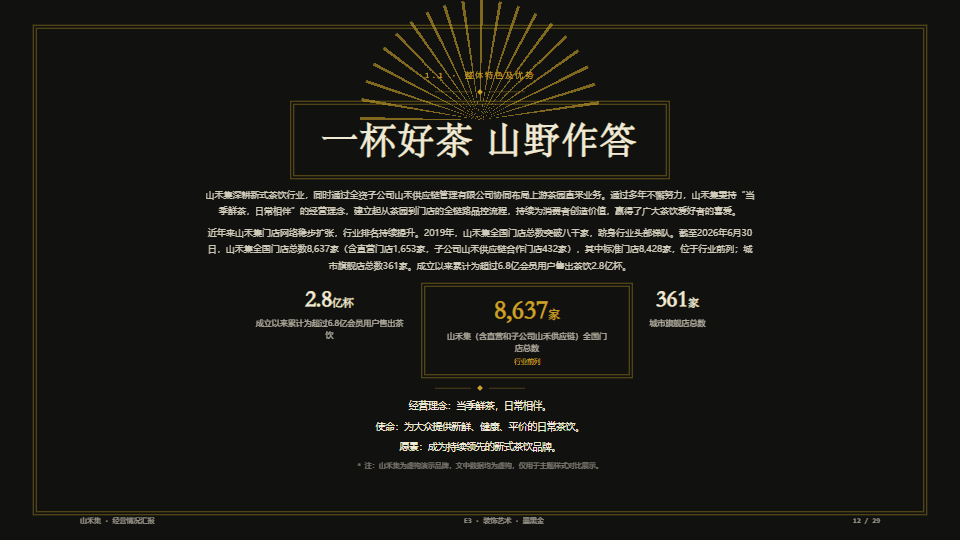 1.1 · 整体特色及优势
一杯好茶 山野作答
山禾集深耕新式茶饮行业，同时通过全资子公司山禾供应链管理有限公司协同布局上游茶园直采业务。通过多年不懈努力，山禾集秉持“当
季鲜茶，日常相伴”的经营理念，建立起从茶园到门店的全链路品控流程，持续为消费者创造价值，赢得了广大茶饮爱好者的喜爱。
近年来山禾集门店网络稳步扩张，行业排名持续提升。2019年，山禾集全国门店总数突破八千家，跻身行业头部梯队。截至2026年6月30
日，山禾集全国门店总数8,637家（含直营门店1,653家，子公司山禾供应链合作门店432家），其中标准门店8,428家，位于行业前列；城
市旗舰店总数361家。成立以来累计为超过6.8亿会员用户售出茶饮2.8亿杯。
2.8亿杯
成立以来累计为超过6.8亿会员用户售出茶
饮
8,637家
山禾集（含直营和子公司山禾供应链）全国门
店总数
行业前列
361家
城市旗舰店总数
经营理念：当季鲜茶，日常相伴。
使命：为大众提供新鲜、健康、平价的日常茶饮。
愿景：成为持续领先的新式茶饮品牌。
* 注：山禾集为虚构演示品牌，文中数据均为虚构，仅用于主题样式对比展示。
山禾集 · 经营情况汇报
E3 · 装饰艺术 · 墨黑金
12 / 29